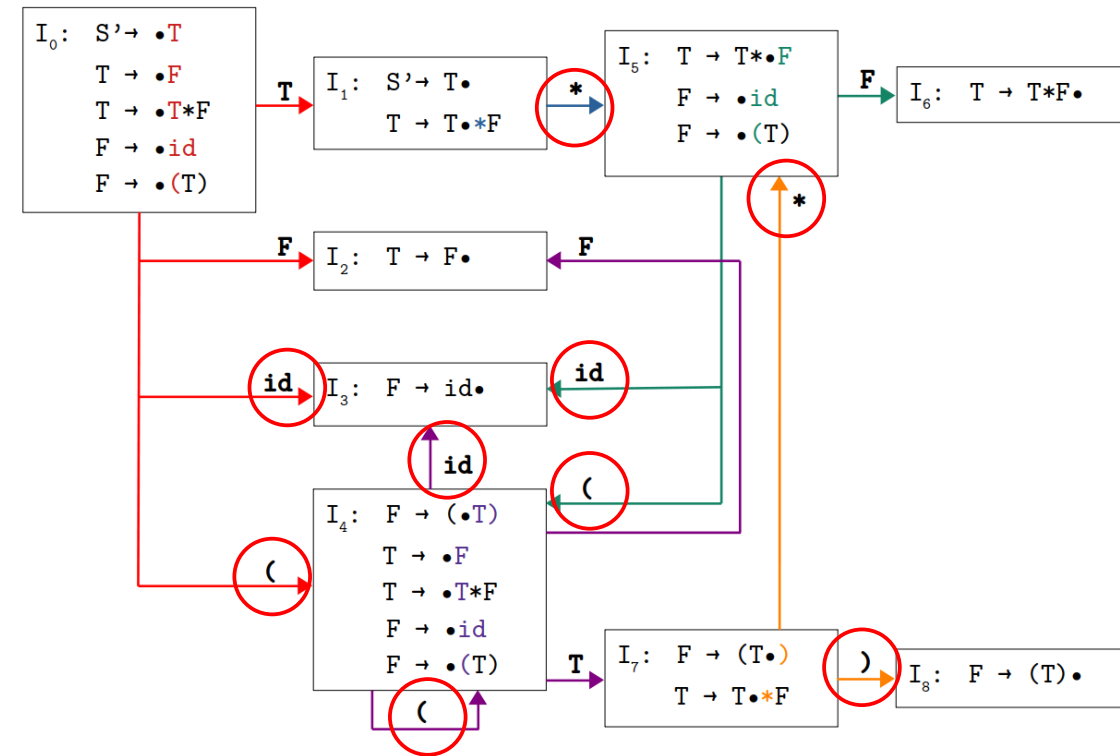 I₀: S’→ •T
T → •F
T → •T*F
F → •id
F → •(T)
T
I₁: S’→ T•
T → T•*F
*
I₅: T → T*•F
F → •id
F → •(T)
F
I₆: T → T*F•
*
F
I₂: T → F•
F
id
I₃: F → id•
id
id
(
(
I₄: F → (•T)
T → •F
T → •T*F
F → •id
F → •(T)
(
T
I₇: F → (T•)
T → T•*F
)
I₈: F → (T)•